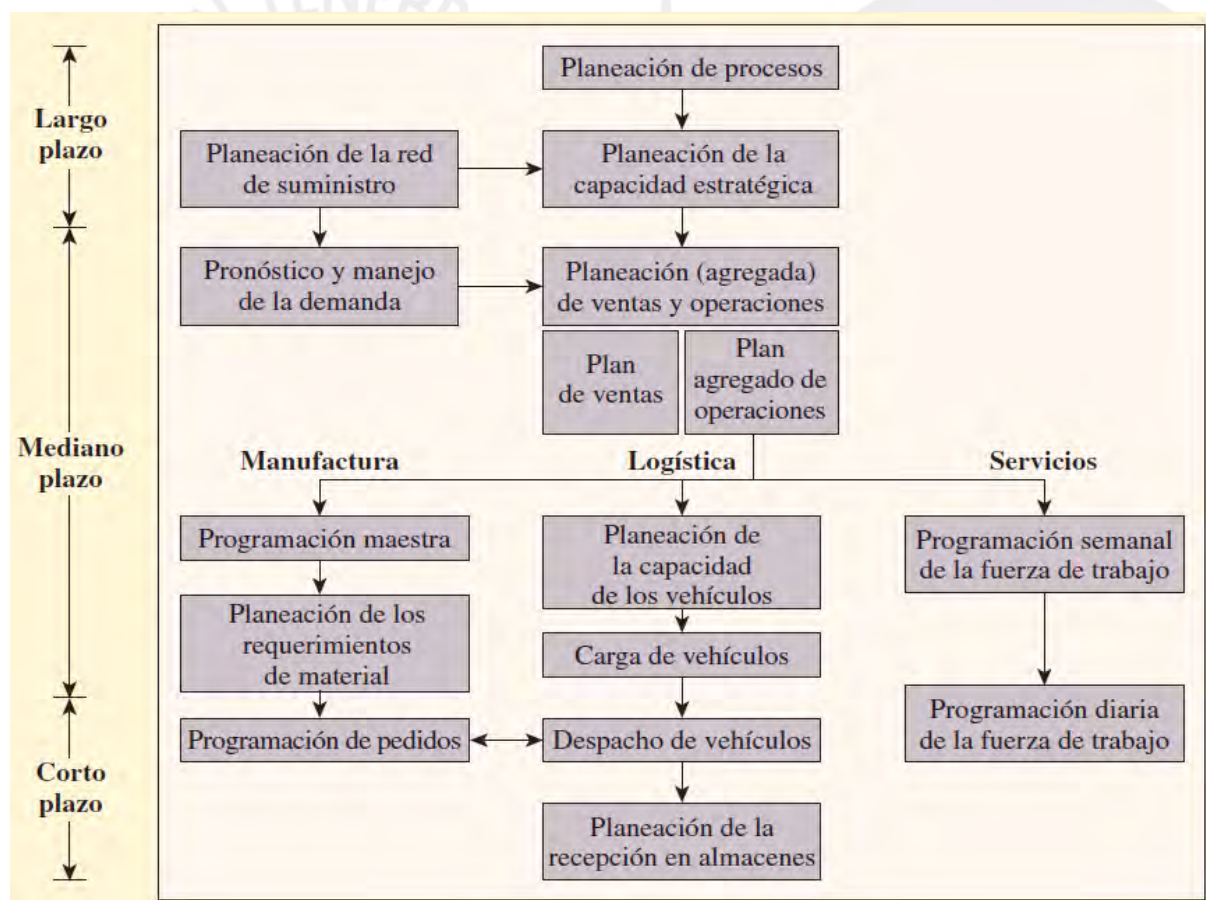 TENEBR
Planeación de procesos
Largo
plazo
Planeación de la red
de suministro
Planeación de la
capacidad estratégica
Pronóstico y manejo
de la demanda
Planeación (agregada)
de ventas y operaciones
Plan
de ventas
Plan
agregado de
operaciones
Mediano
plazo
Manufactura
Logística
Servicios
Programación maestra
Planeación de
la capacidad
de los vehículos
Programación semanal
de la fuerza de trabajo
Planeación de los
requerimientos
de material
Carga de vehículos
Programación diaria
de la fuerza de trabajo
Programación de pedidos
Despacho de vehículos
Corto
plazo
Planeación de la
recepción en almacenes